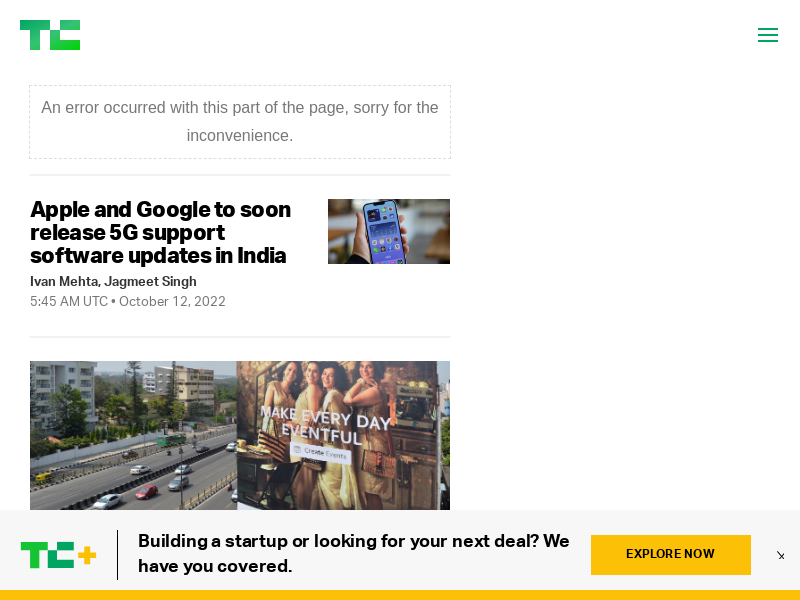 TC
An error occurred with this part of the page, sorry for the
inconvenience.
Apple and Google to soon
release 5G support
software updates in India
Ivan Mehta, Jagmeet Singh
5:45 AM UTC • October 12, 2022
MAKE EVERY DAY
EVENTFUL
Create Events
TC+
Building a startup or looking for your next deal? We
have you covered.
EXPLORE NOW